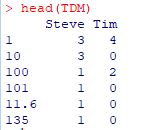 > head(TDM)
      Steve Tim
1         3   4
10        3   0
100       1   2
101       1   0
11.6      1   0
135       1   0